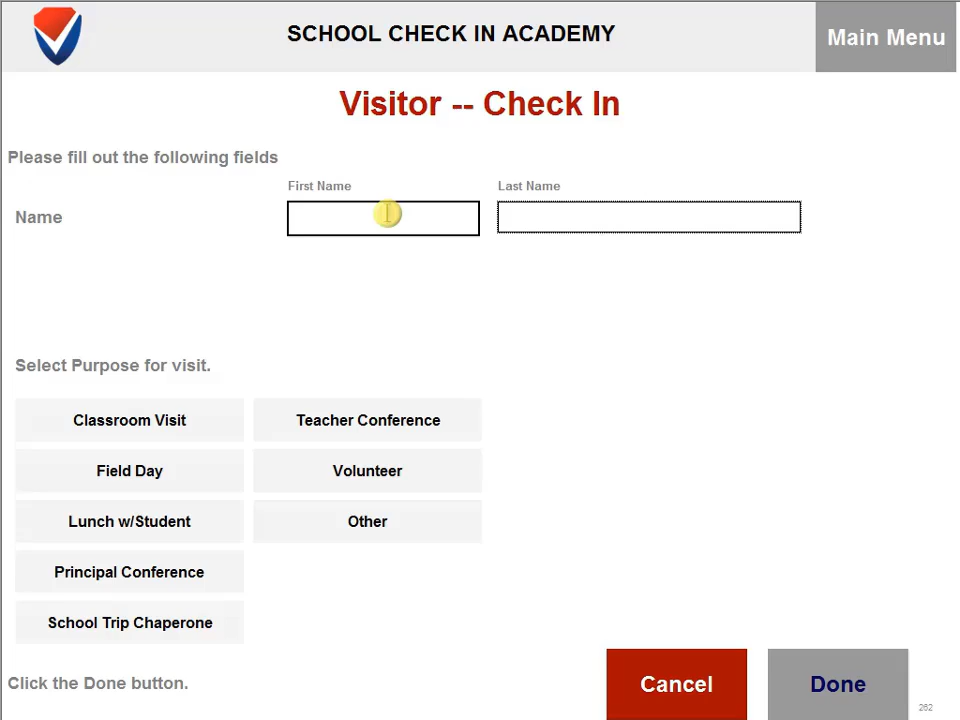 SCHOOL CHECK IN ACADEMY
Main Menu
Visitor -- Check In
Please fill out the following fields
First Name Last Name
Name
Select Purpose for visit.
Classroom Visit Teacher Conference
Field Day Volunteer
Lunch w/Student Other
Principal Conference
School Trip Chaperone
Click the Done button.
Cancel Done
262